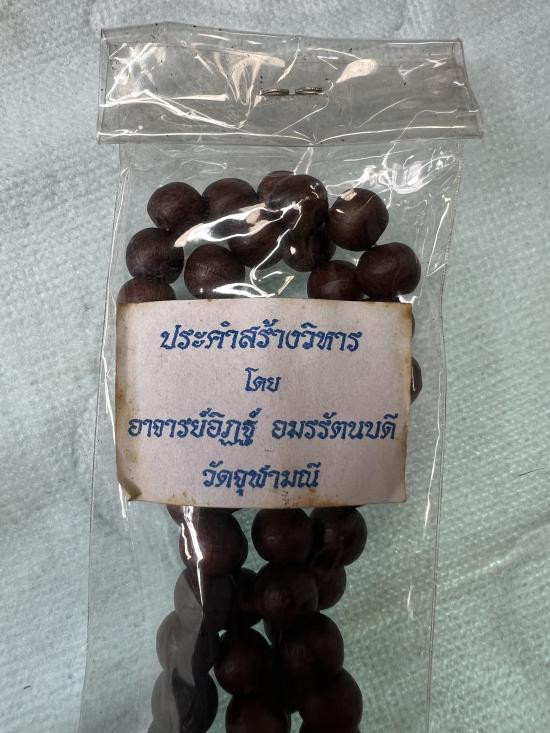 ประคำสร้างวิหาร
โดย
อาจารย์อิฏฐ์ อมรรัตนบดี
วัดจุฬามณี